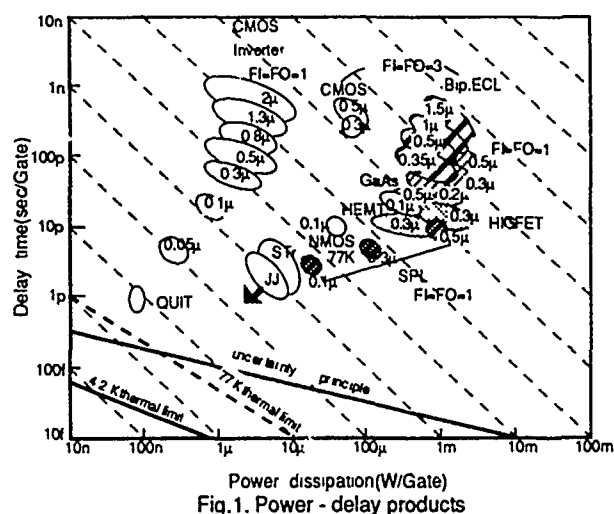 10n
CMOS
Inverter
FI=FO=1
FI=FO=3
1n
2μ
CMOS
Bip.ECL
1.3μ
0.5μ
1.5μ
0.8μ
0.3μ
1μ
0.5μ
FI=FO=1
100p
0.5μ
0.35μ
0.5μ
0.3μ
GaAs
0.3μ
0.5μ
0.2μ
0.1μ
0.1μ
0.3μ
HEMT
0.3μ
HIGFET
10p
0.1μ
0.5μ
0.05μ
ST
NMOS
77K
0.3μ
JJ
0.1μ
SPL
FI=FO=1
1p
QUIT
100f
uncertainty principle
4.2 K thermal limit
77 K thermal limit
10f
10n 100n 1μ 10μ 100μ 1m 10m 100m
Delay time(sec/Gate)
Power dissipation(W/Gate)
Fig.1. Power - delay products